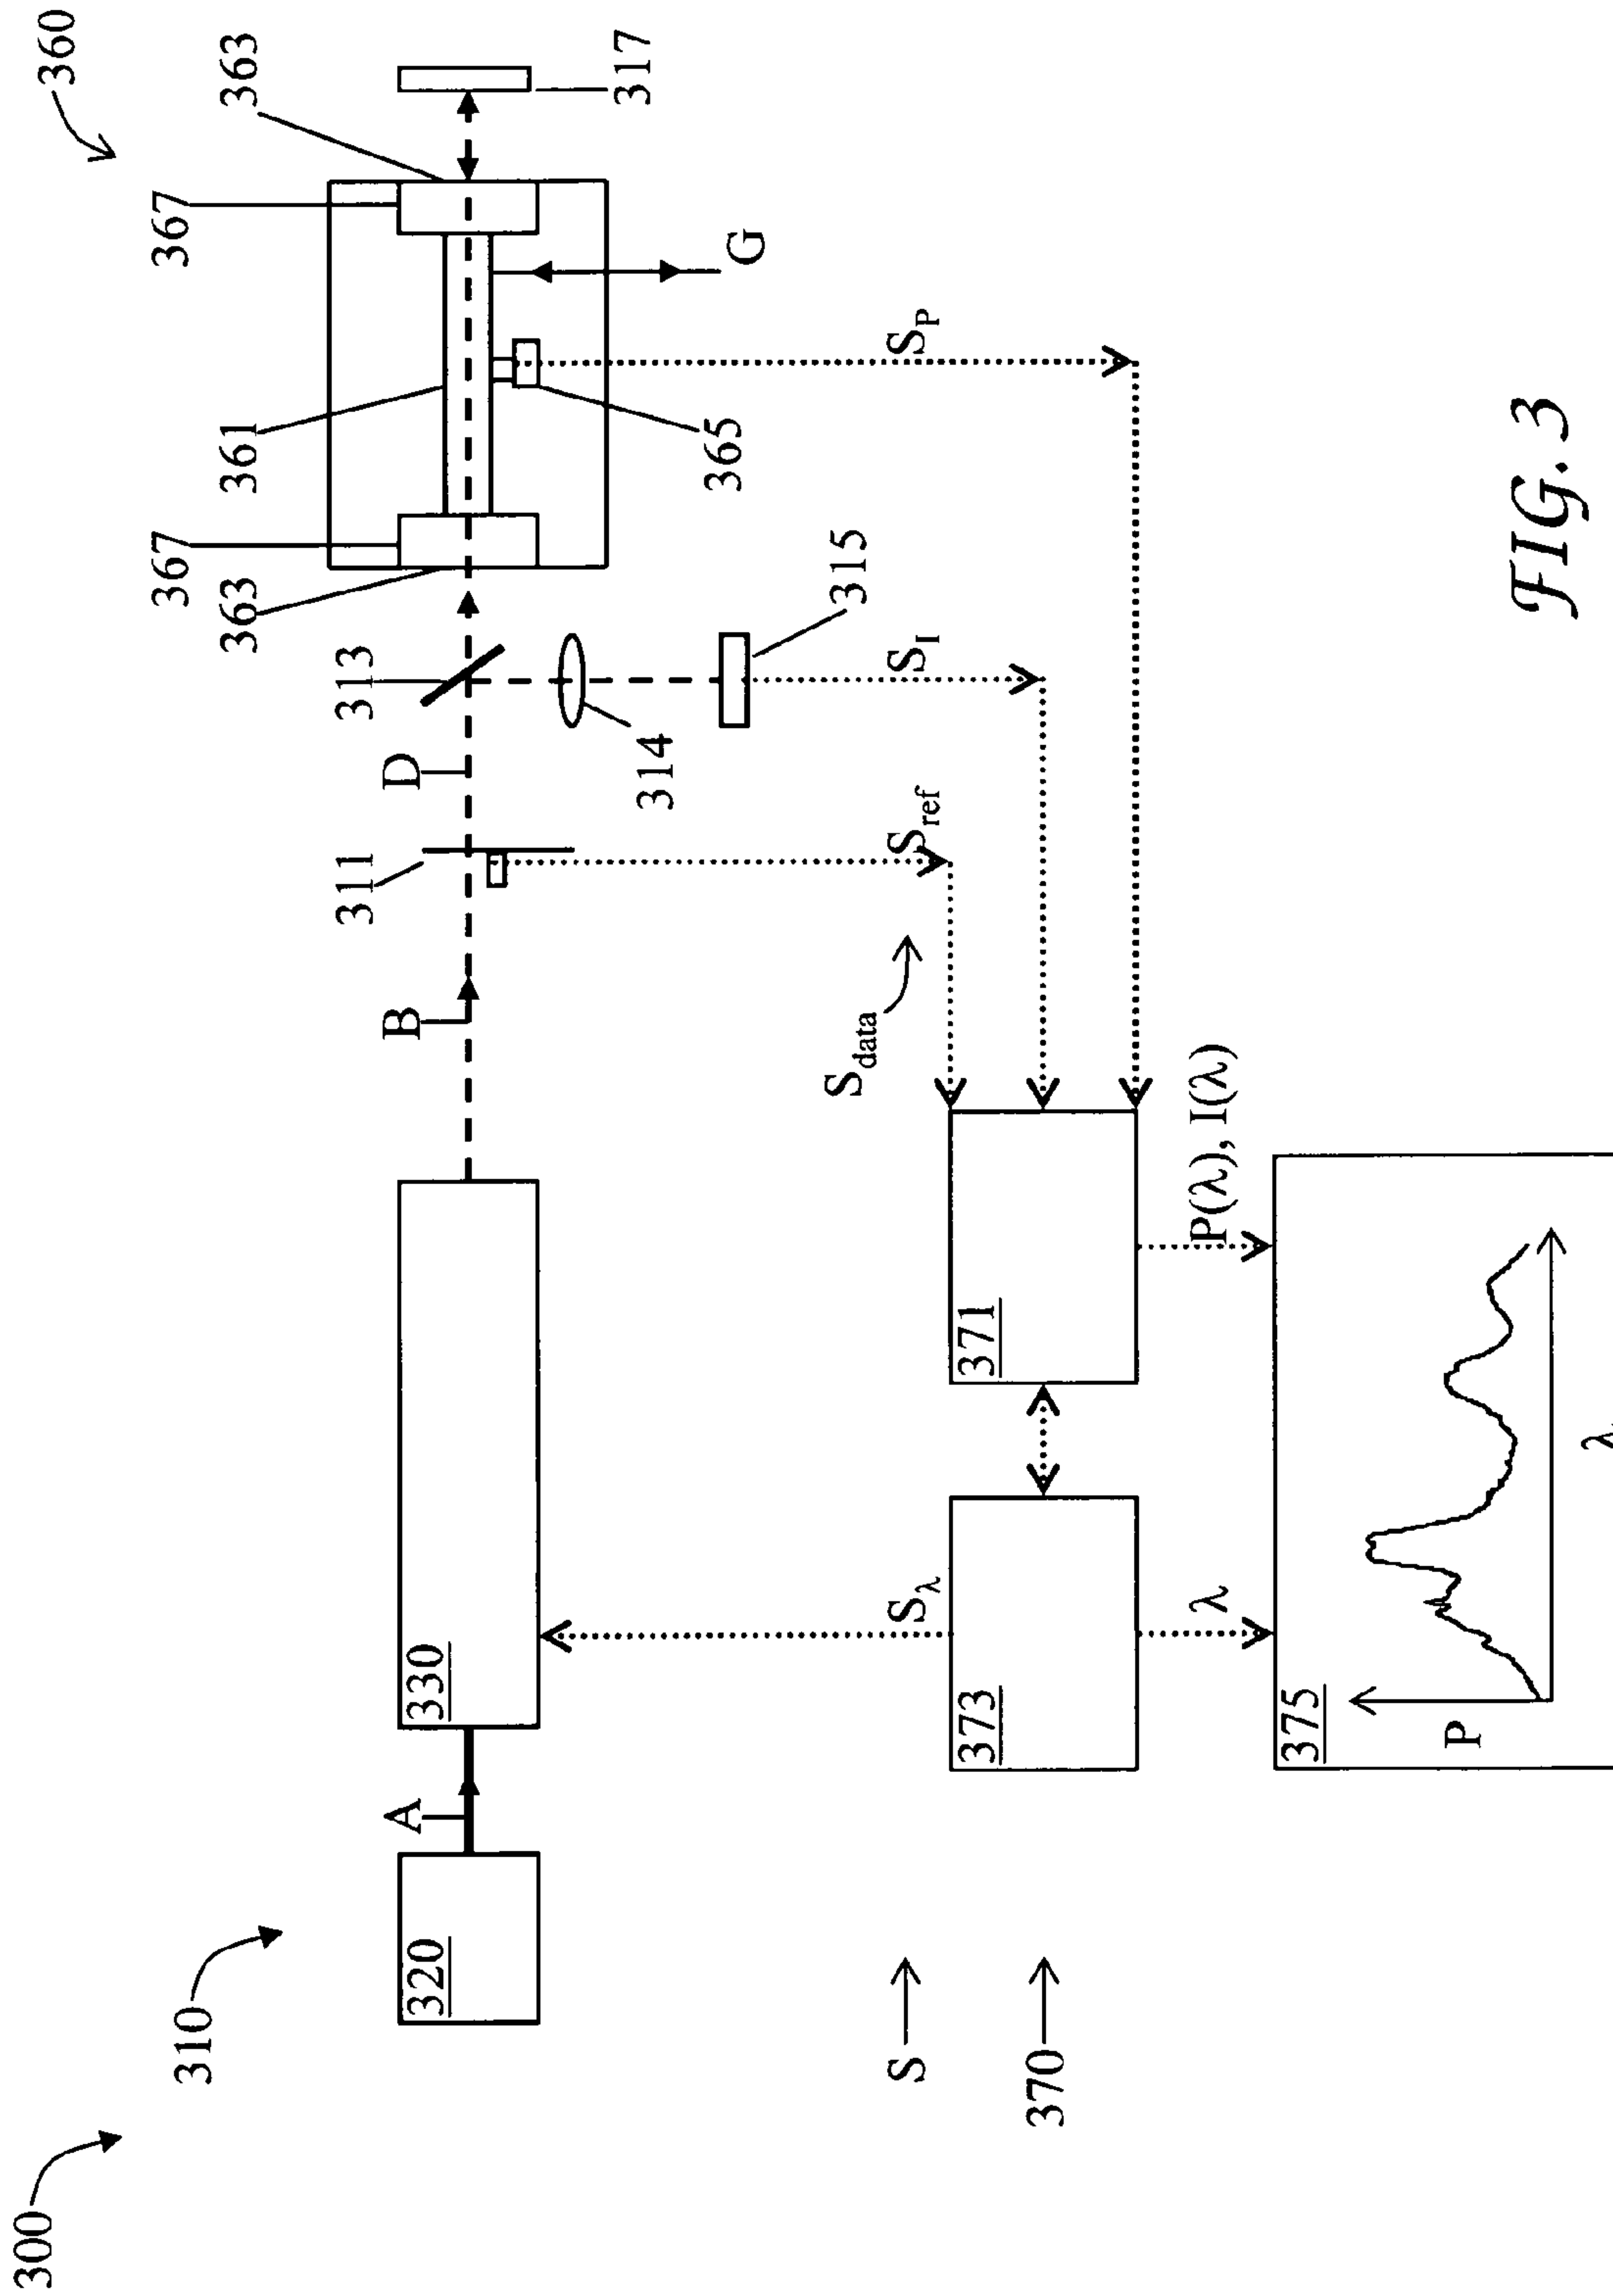 300
310
360
320
A
330
B
311
D
313
314
315
363
367
361
365
367
363
317
G
S
370
S_λ
S_data
S_ref
S_I
S_P
373
371
λ
P(λ), I(λ)
375
P
λ
FIG. 3